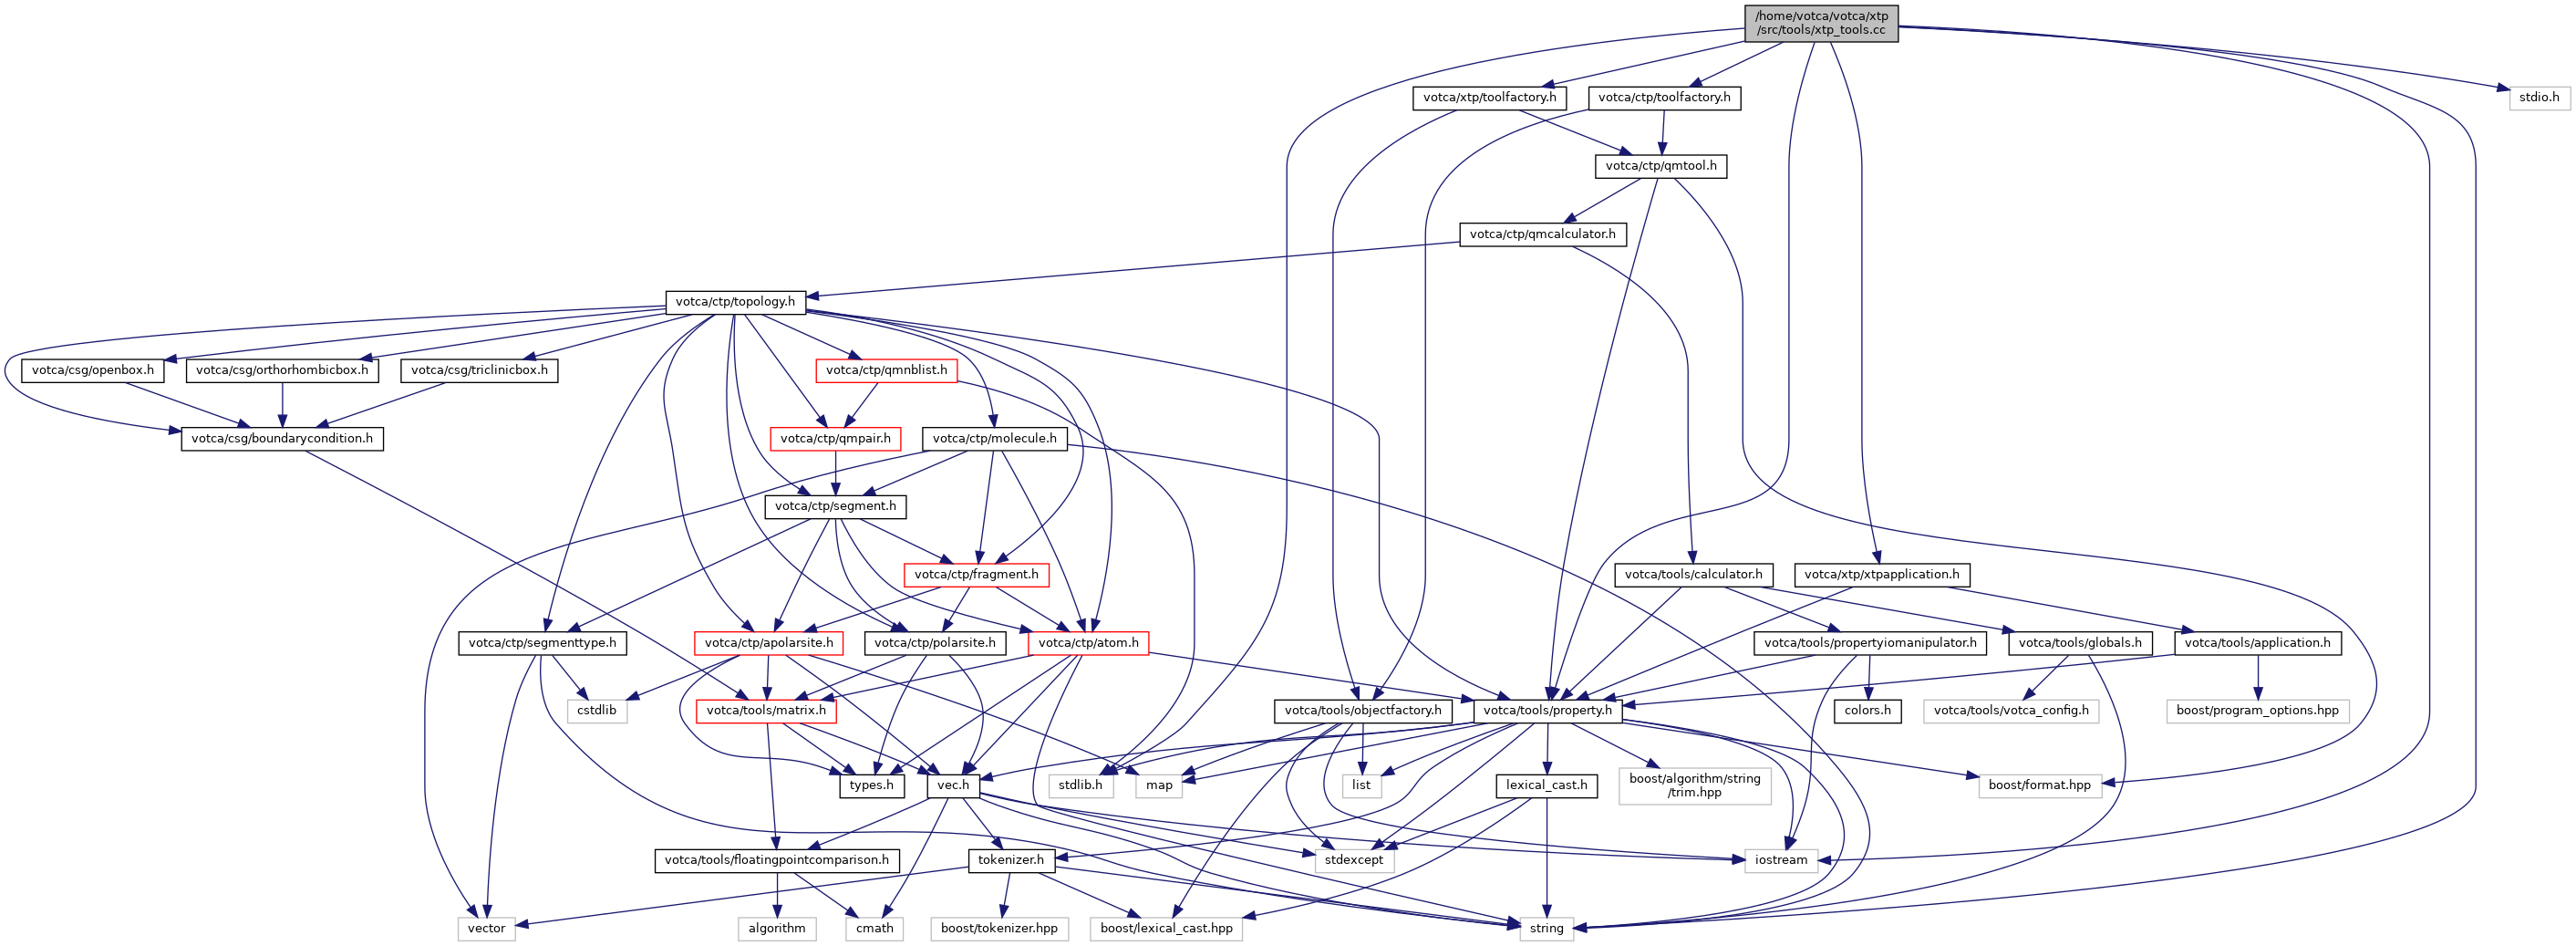 /home/votca/votca/xtp
/src/tools/xtp_tools.cc
votca/xtp/toolfactory.h
votca/ctp/toolfactory.h
stdio.h
votca/ctp/qmtool.h
votca/ctp/qmcalculator.h
votca/ctp/topology.h
votca/csg/openbox.h
votca/csg/orthorhombicbox.h
votca/csg/triclinicbox.h
votca/ctp/qmnblist.h
votca/csg/boundarycondition.h
votca/ctp/qmpair.h
votca/ctp/molecule.h
votca/ctp/segment.h
votca/ctp/fragment.h
votca/tools/calculator.h
votca/xtp/xtpapplication.h
votca/ctp/segmenttype.h
votca/ctp/apolarsite.h
votca/ctp/polarsite.h
votca/ctp/atom.h
votca/tools/propertyiomanipulator.h
votca/tools/globals.h
votca/tools/application.h
cstdlib
votca/tools/matrix.h
votca/tools/objectfactory.h
votca/tools/property.h
colors.h
votca/tools/votca_config.h
boost/program_options.hpp
types.h
vec.h
stdlib.h
map
list
lexical_cast.h
boost/algorithm/string
/trim.hpp
boost/format.hpp
votca/tools/floatingpointcomparison.h
tokenizer.h
stdexcept
iostream
vector
algorithm
cmath
boost/tokenizer.hpp
boost/lexical_cast.hpp
string